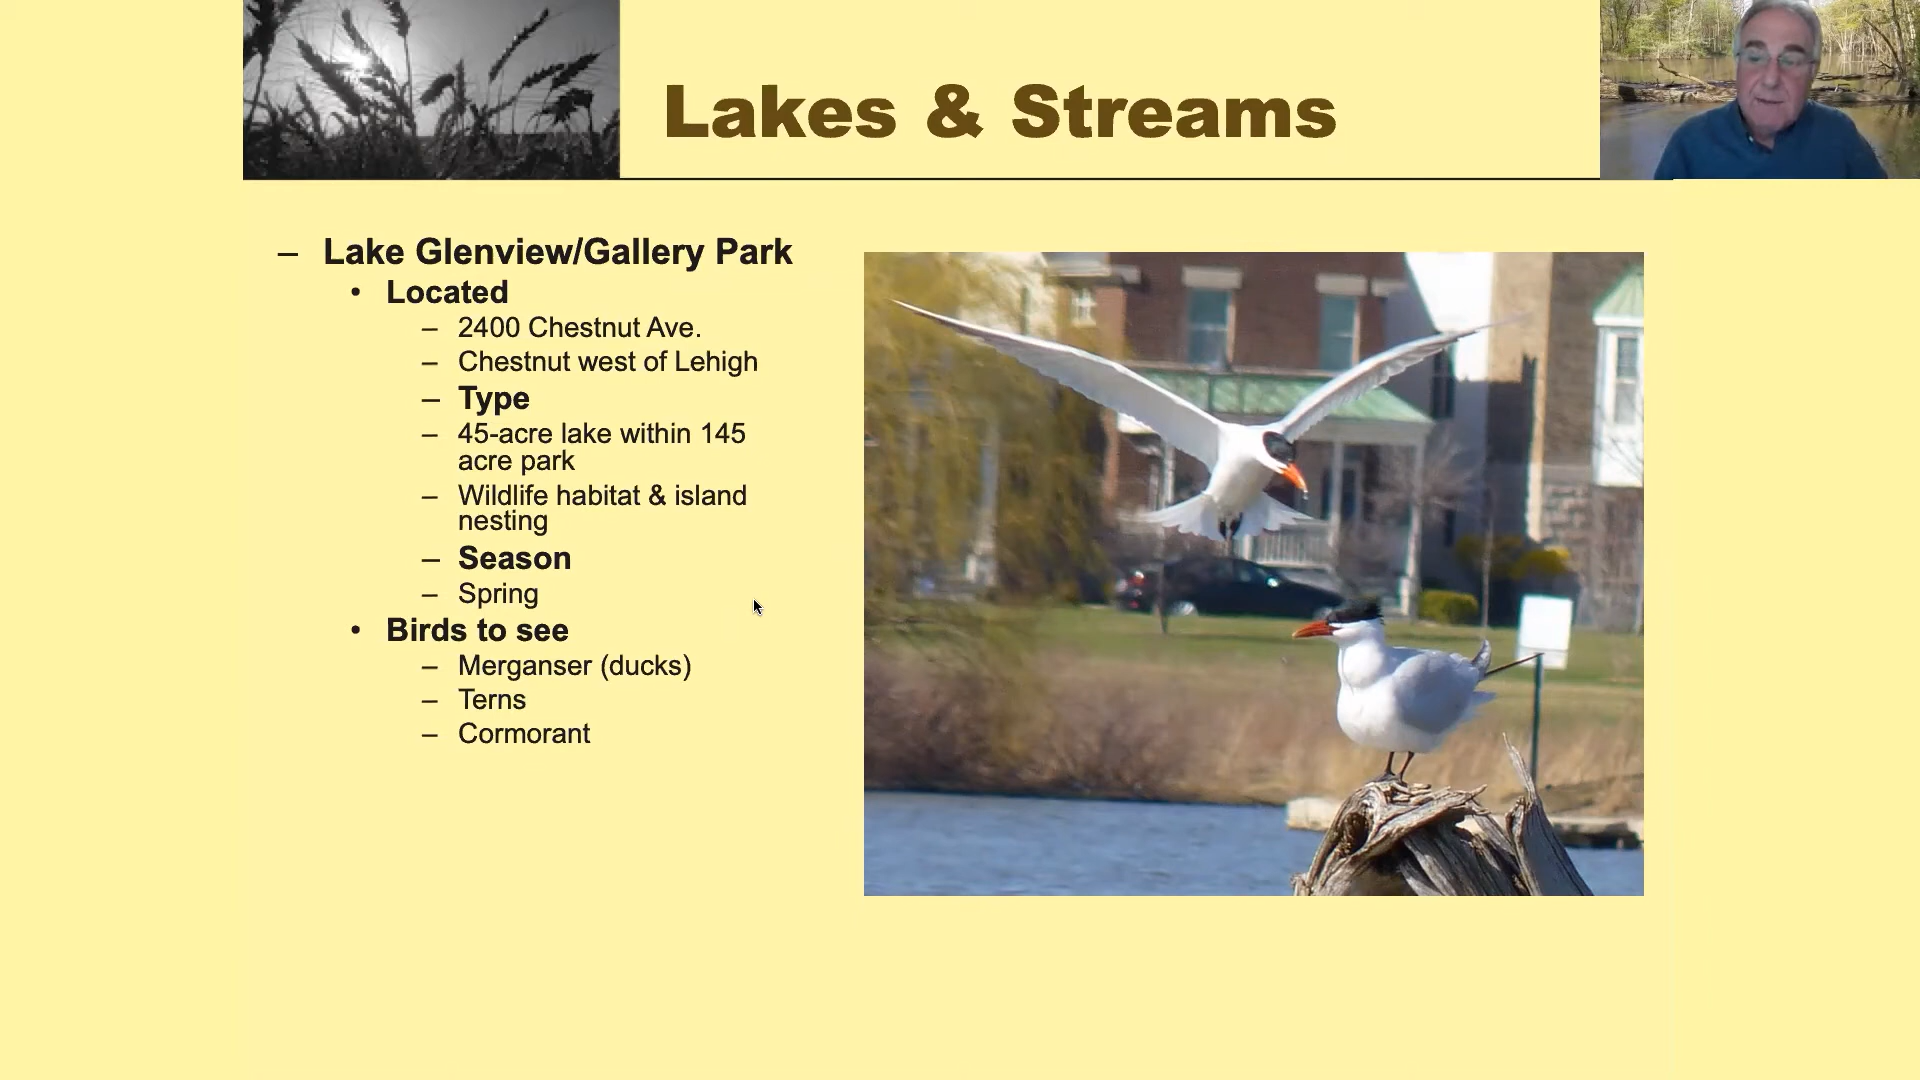 Lakes & Streams
– Lake Glenview/Gallery Park
• Located
– 2400 Chestnut Ave.
– Chestnut west of Lehigh
– Type
– 45-acre lake within 145
acre park
– Wildlife habitat & island
nesting
– Season
– Spring
• Birds to see
– Merganser (ducks)
– Terns
– Cormorant